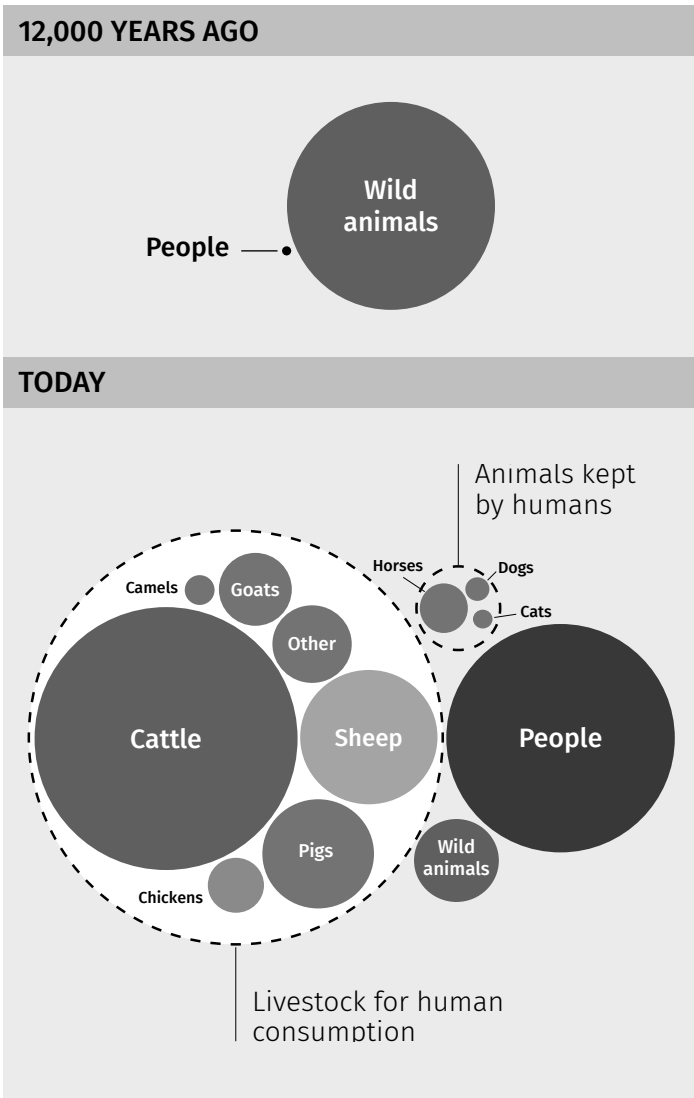 12,000 YEARS AGO
Wild
animals
People
TODAY
Animals kept
by humans
Horses
Dogs
Camels
Goats
Cats
Other
Cattle
Sheep
People
Pigs
Wild
animals
Chickens
Livestock for human
consumption